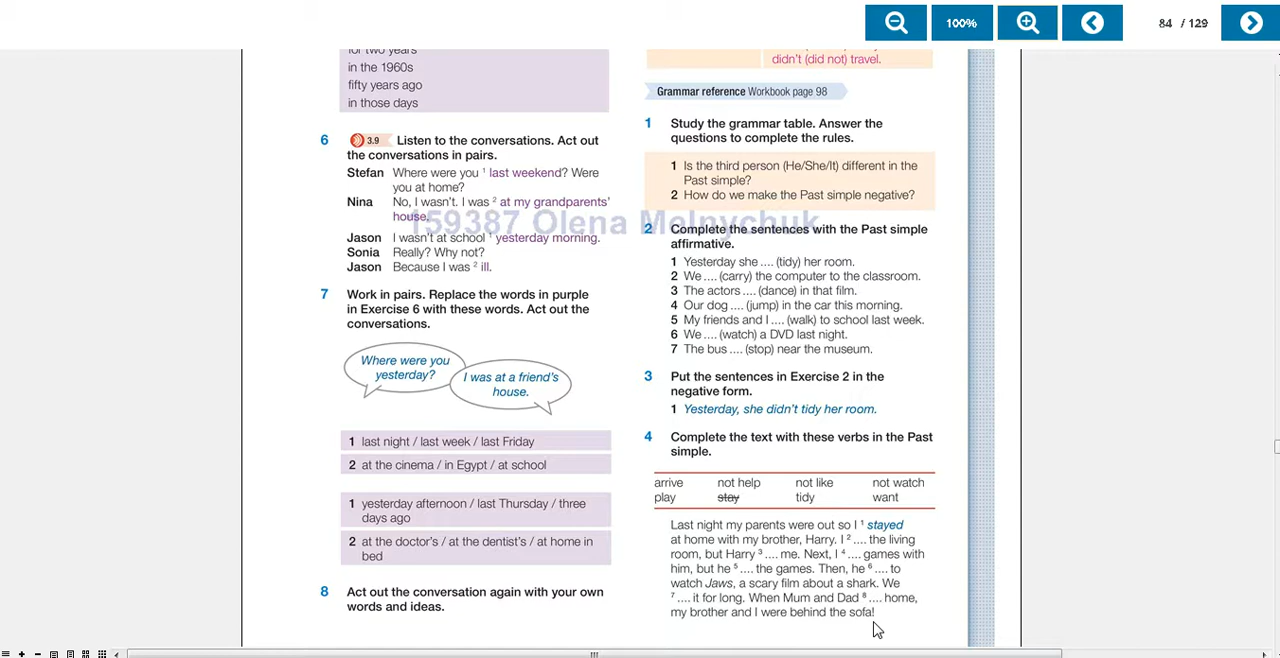 100%
84 / 129
for two years
in the 1960s
fifty years ago
in those days
6 3.9 Listen to the conversations. Act out
the conversations in pairs.
Stefan Where were you ¹ last weekend? Were
you at home?
Nina No, I wasn't. I was ² at my grandparents'
house.
Jason I wasn't at school ¹ yesterday morning.
Sonia Really? Why not?
Jason Because I was ² ill.
7 Work in pairs. Replace the words in purple
in Exercise 6 with these words. Act out the
conversations.
Where were you
yesterday?
I was at a friend's
house.
1 last night / last week / last Friday
2 at the cinema / in Egypt / at school
1 yesterday afternoon / last Thursday / three
days ago
2 at the doctor's / at the dentist's / at home in
bed
8 Act out the conversation again with your own
words and ideas.
didn't (did not) travel.
Grammar reference Workbook page 98
1 Study the grammar table. Answer the
questions to complete the rules.
1 Is the third person (He/She/It) different in the
Past simple?
2 How do we make the Past simple negative?
159387 Olena Melnychuk
2 Complete the sentences with the Past simple
affirmative.
1 Yesterday she .... (tidy) her room.
2 We .... (carry) the computer to the classroom.
3 The actors .... (dance) in that film.
4 Our dog .... (jump) in the car this morning.
5 My friends and I .... (walk) to school last week.
6 We .... (watch) a DVD last night.
7 The bus .... (stop) near the museum.
3 Put the sentences in Exercise 2 in the
negative form.
1 Yesterday, she didn't tidy her room.
4 Complete the text with these verbs in the Past
simple.
arrive not help not like not watch
play stay tidy want
Last night my parents were out so I ¹ stayed
at home with my brother, Harry. I ² .... the living
room, but Harry ³ .... me. Next, I ⁴ .... games with
him, but he ⁵ .... the games. Then, he ⁶ .... to
watch Jaws, a scary film about a shark. We
⁷ .... it for long. When Mum and Dad ⁸ .... home,
my brother and I were behind the sofa!